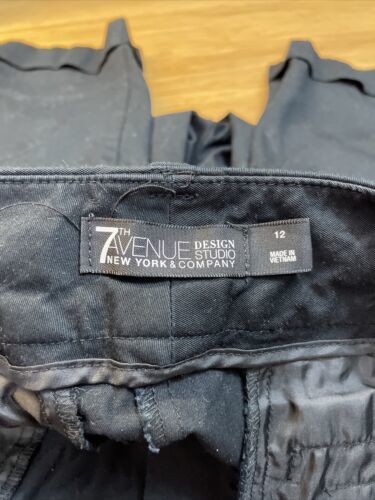 7TH
AVENUE DESIGN STUDIO
NEW YORK & COMPANY
12
MADE IN
VIETNAM